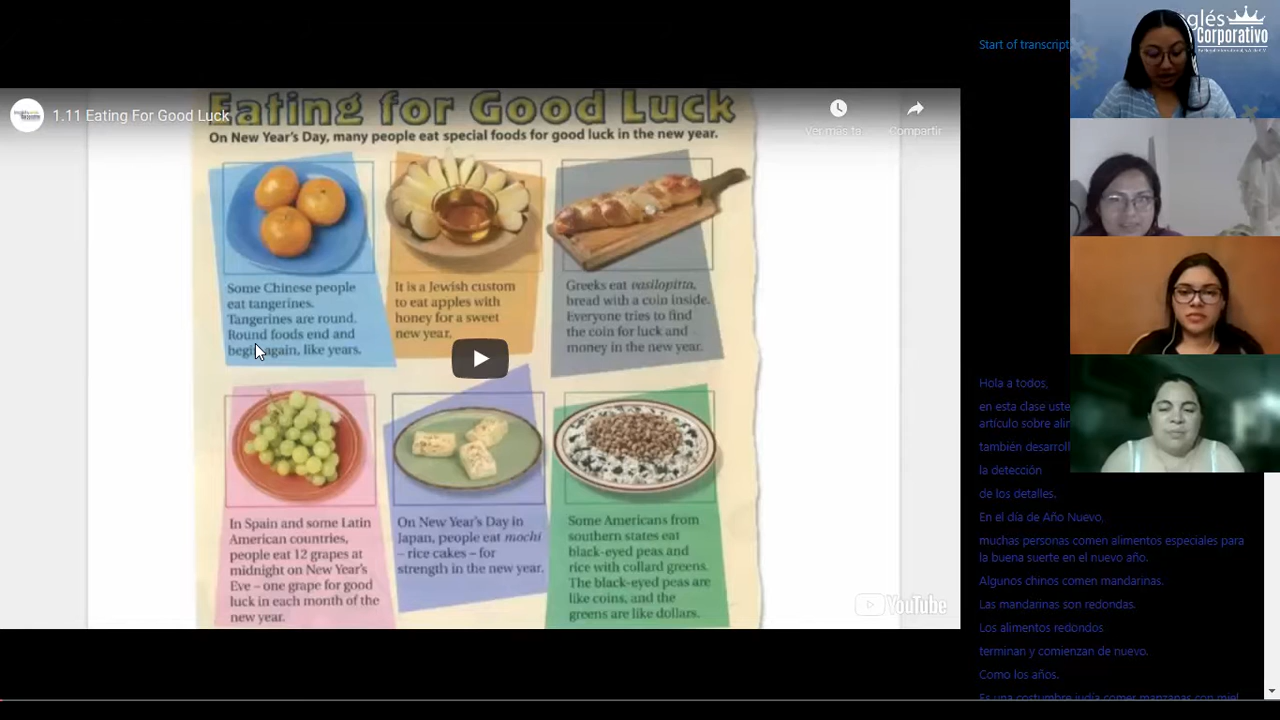 Inglés
Corporativo
Start of transcript
1.11 Eating For Good Luck
Ver más ta
Compartir
Eating for Good Luck
On New Year's Day, many people eat special foods for good luck in the new year.
Some Chinese people
eat tangerines.
Tangerines are round.
Round foods end and
begin again, like years.
It is a Jewish custom
to eat apples with
honey for a sweet
new year.
Greeks eat vasilopitta,
bread with a coin inside.
Everyone tries to find
the coin for luck and
money in the new year.
In Spain and some Latin
American countries,
people eat 12 grapes at
midnight on New Year's
Eve – one grape for good
luck in each month of the
new year.
On New Year's Day in
Japan, people eat mochi
– rice cakes – for
strength in the new year.
Some Americans from
southern states eat
black-eyed peas and
rice with collard greens.
The black-eyed peas are
like coins, and the
greens are like dollars.
YouTube
Hola a todos,
en esta clase uste
artículo sobre alir
también desarroll
la detección
de los detalles.
En el día de Año Nuevo,
muchas personas comen alimentos especiales para
la buena suerte en el nuevo año.
Algunos chinos comen mandarinas.
Las mandarinas son redondas.
Los alimentos redondos
terminan y comienzan de nuevo.
Como los años.
Es una costumbre judía comer manzanas con miel